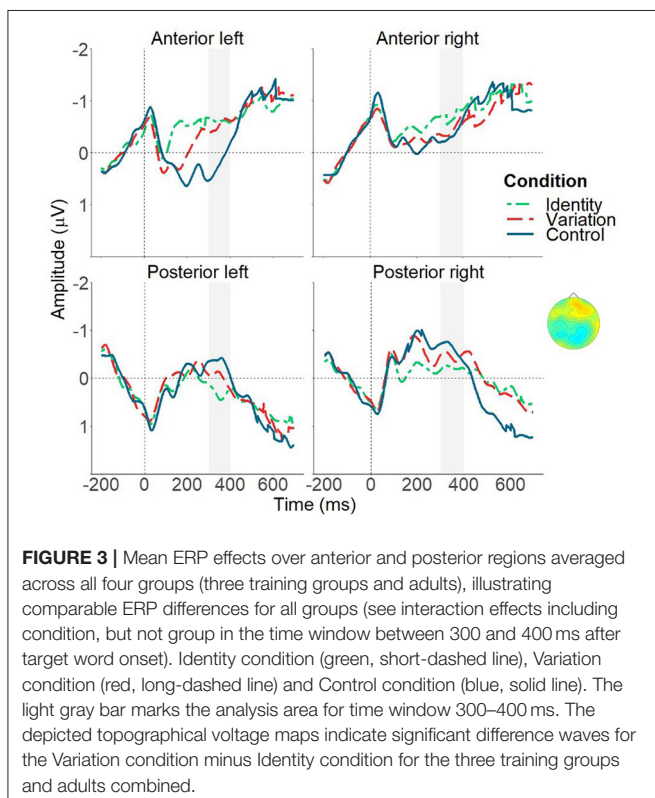 Anterior left
Anterior right
-2
-1
0
1
Condition
Identity
Variation
Control
Amplitude (µV)
Posterior left
Posterior right
-2
-1
0
1
-200 0 200 400 600
-200 0 200 400 600
Time (ms)
FIGURE 3 | Mean ERP effects over anterior and posterior regions averaged
across all four groups (three training groups and adults), illustrating
comparable ERP differences for all groups (see interaction effects including
condition, but not group in the time window between 300 and 400 ms after
target word onset). Identity condition (green, short-dashed line), Variation
condition (red, long-dashed line) and Control condition (blue, solid line). The
light gray bar marks the analysis area for time window 300–400 ms. The
depicted topographical voltage maps indicate significant difference waves for
the Variation condition minus Identity condition for the three training groups
and adults combined.